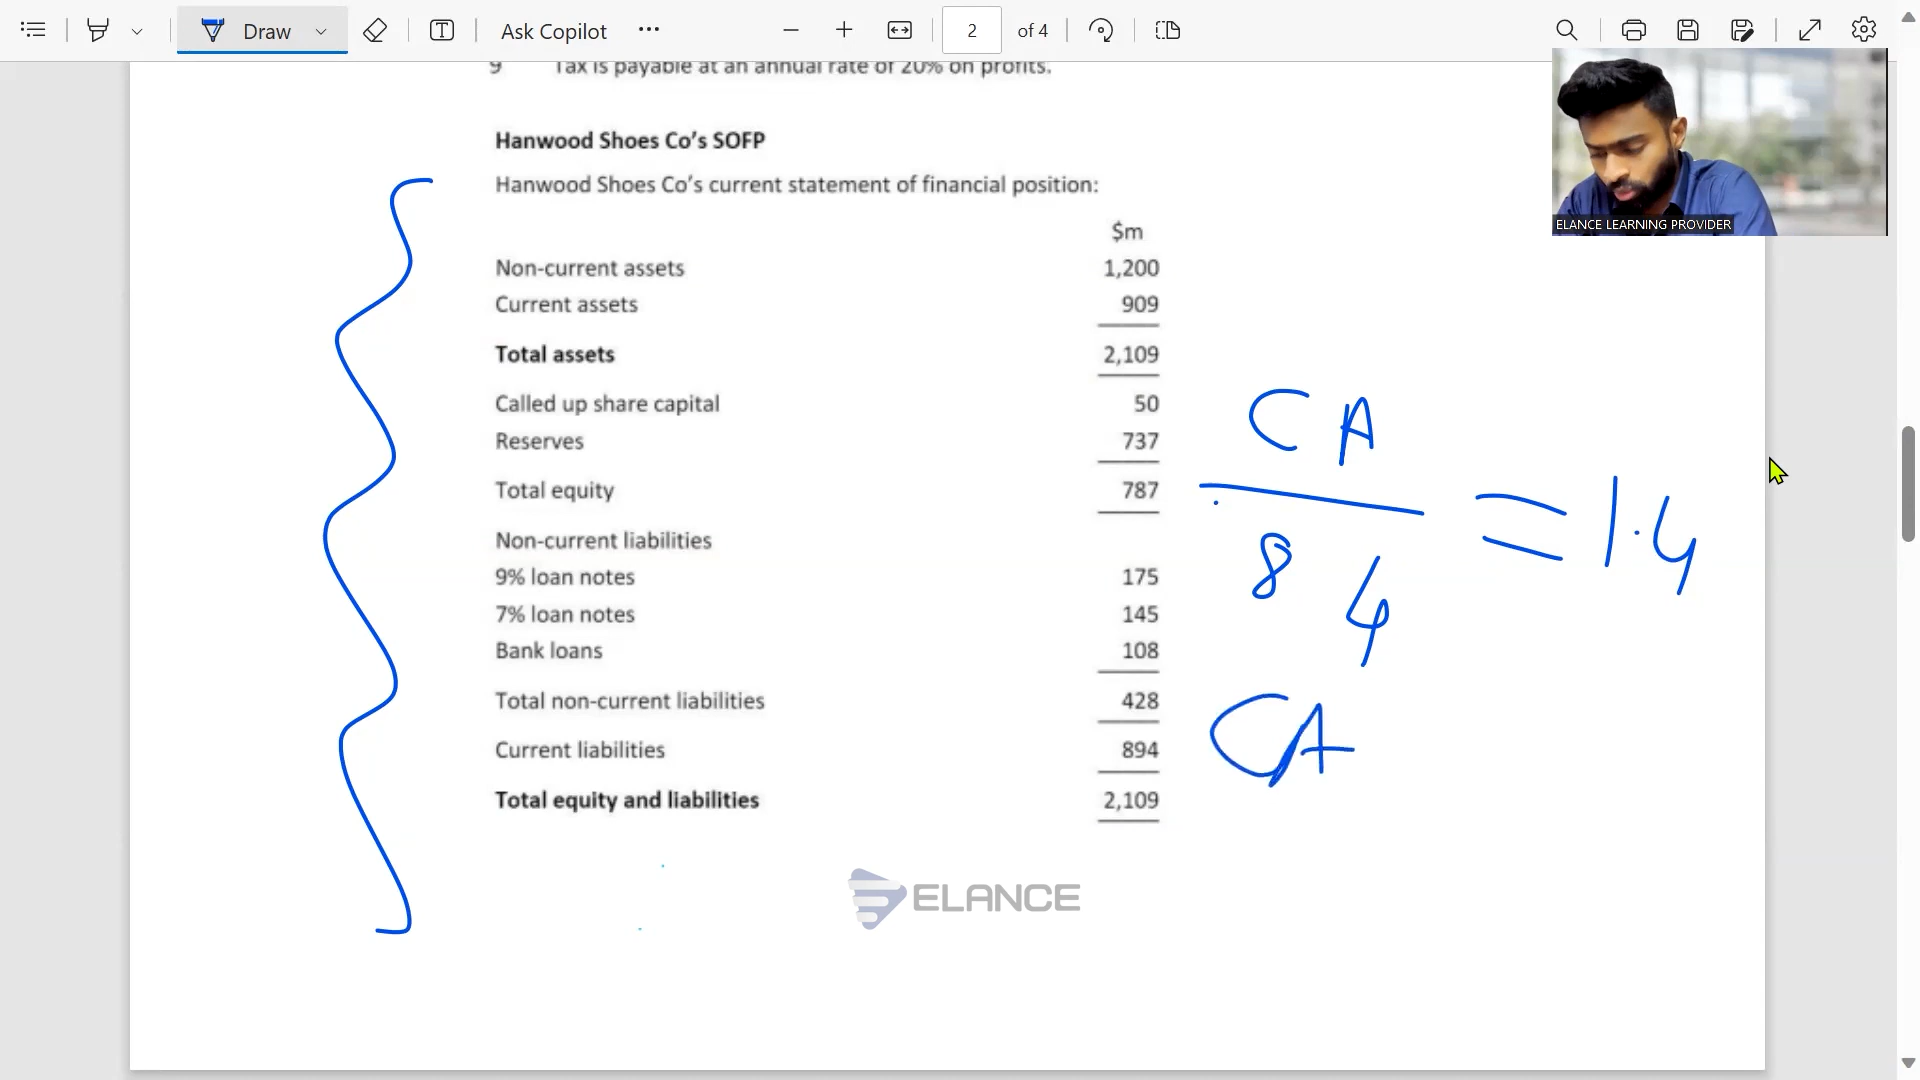 Draw
Ask Copilot
2 of 4
9 Tax is payable at an annual rate of 20% on profits.
ELANCE LEARNING PROVIDER
Hanwood Shoes Co's SOFP
Hanwood Shoes Co's current statement of financial position:
$m
Non-current assets 1,200
Current assets 909
Total assets 2,109
Called up share capital 50
Reserves 737
Total equity 787
Non-current liabilities
9% loan notes 175
7% loan notes 145
Bank loans 108
Total non-current liabilities 428
Current liabilities 894
Total equity and liabilities 2,109
CA
8 4
= 1.4
CA
ELANCE